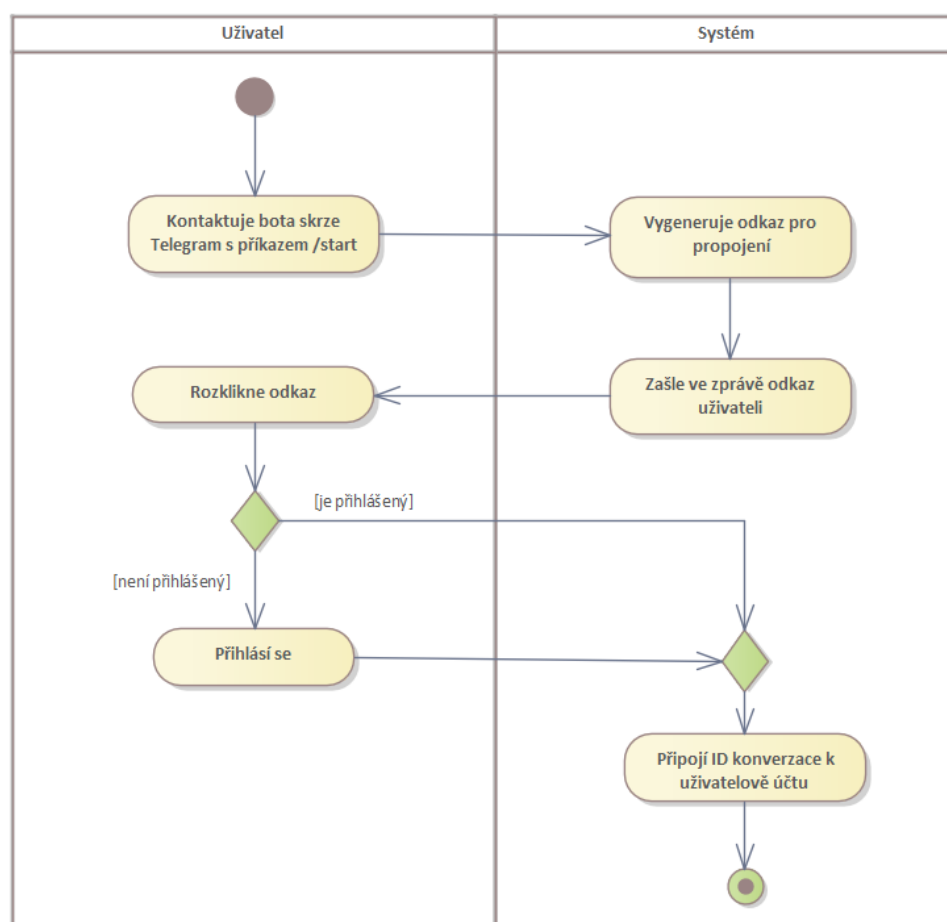 Uživatel
Systém
Kontaktuje bota skrze
Telegram s příkazem /start
Vygeneruje odkaz pro
propojení
Rozklikne odkaz
Zašle ve zprávě odkaz
uživateli
[je přihlášený]
[není přihlášený]
Přihlásí se
Připojí ID konverzace k
uživatelově účtu